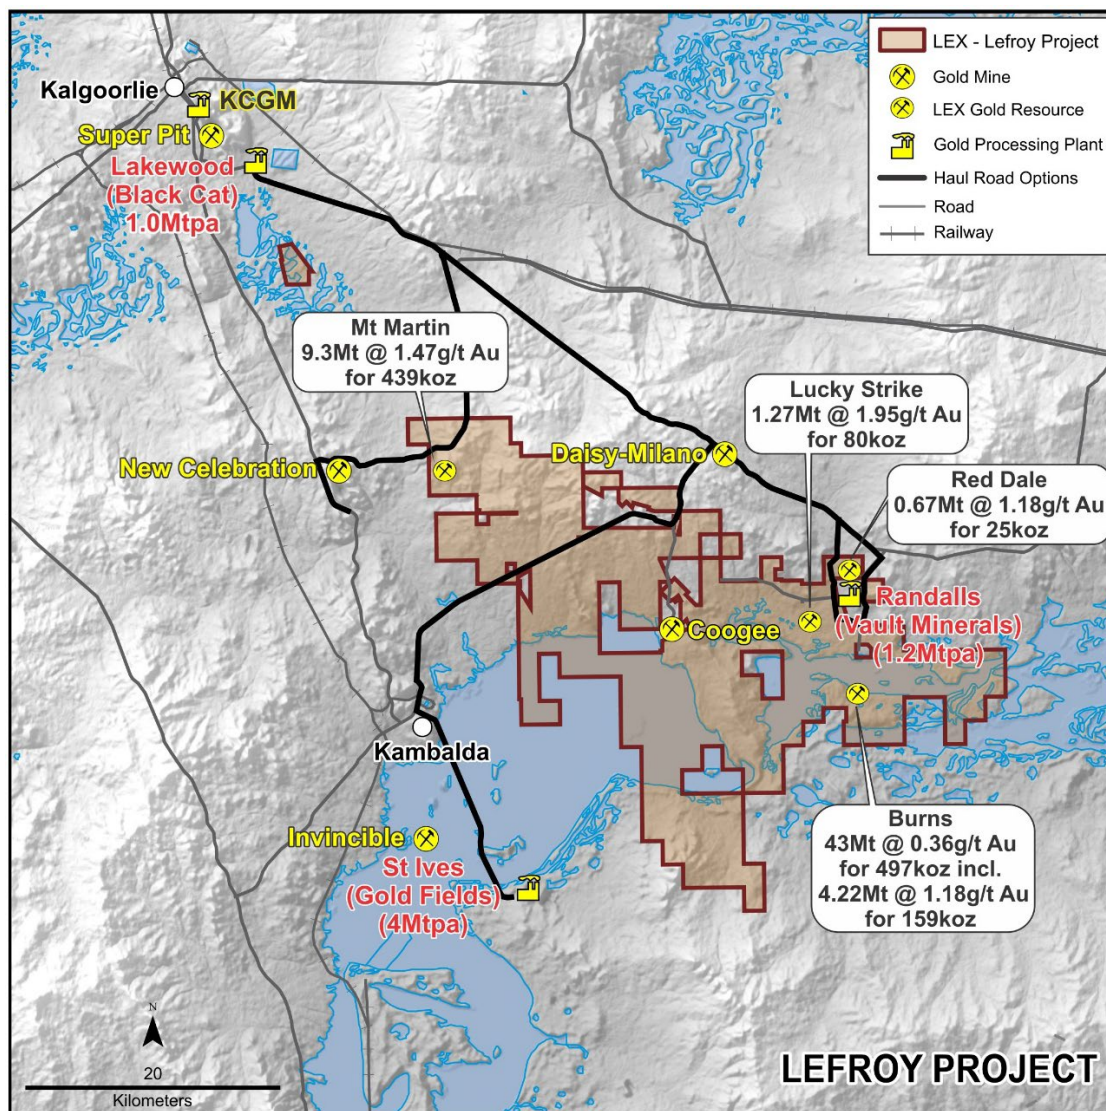 Kalgoorlie
KCGM
Super Pit
Lakewood
(Black Cat)
1.0Mtpa
LEX - Lefroy Project
Gold Mine
LEX Gold Resource
Gold Processing Plant
Haul Road Options
Road
Railway
Mt Martin
9.3Mt @ 1.47g/t Au
for 439koz
Lucky Strike
1.27Mt @ 1.95g/t Au
for 80koz
New Celebration
Daisy-Milano
Red Dale
0.67Mt @ 1.18g/t Au
for 25koz
Randalls
(Vault Minerals)
(1.2Mtpa)
Coogee
Kambalda
Burns
43Mt @ 0.36g/t Au
for 497koz incl.
4.22Mt @ 1.18g/t Au
for 159koz
Invincible
St Ives
(Gold Fields)
(4Mtpa)
N
20
Kilometers
LEFROY PROJECT